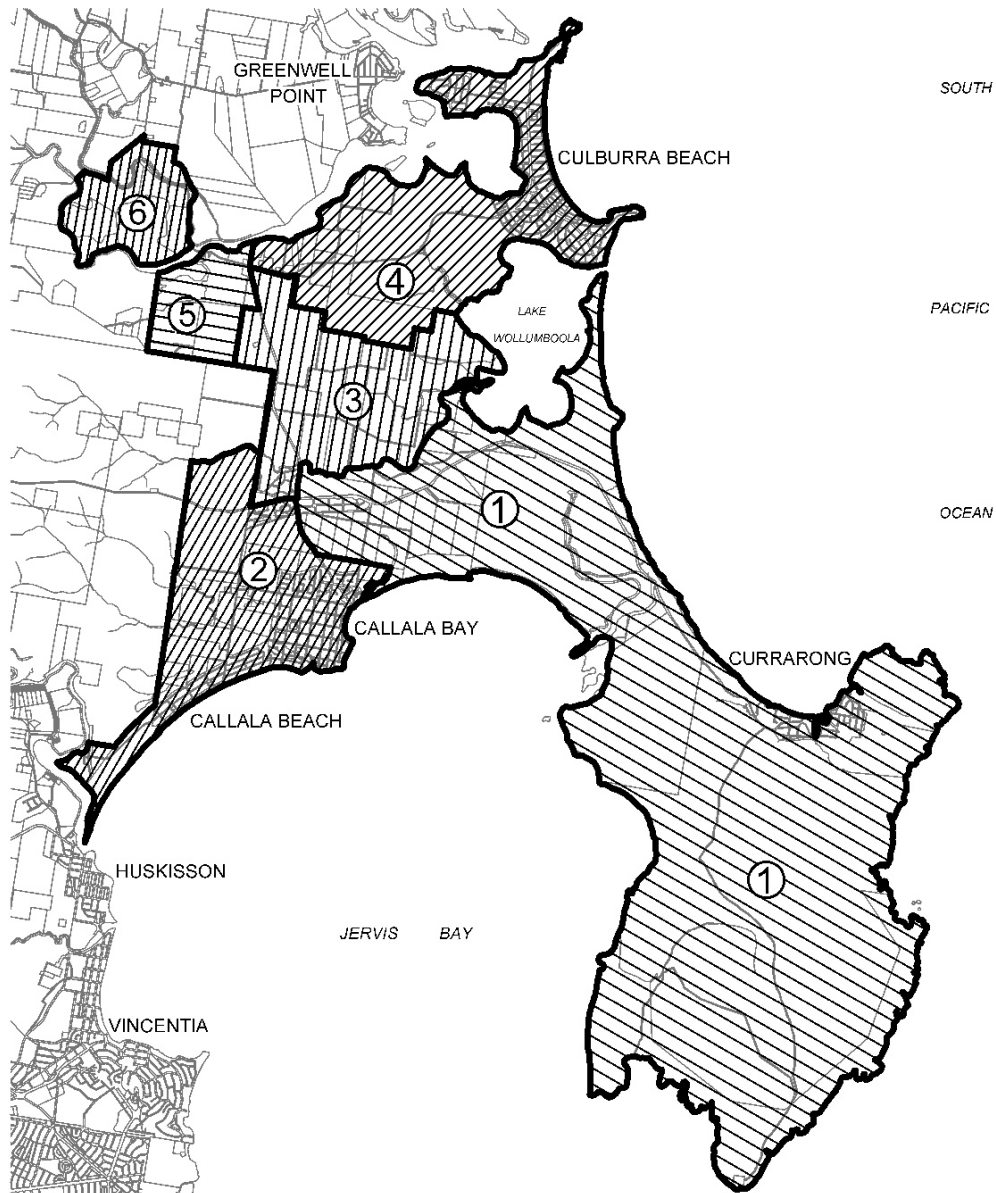 GREENWELL
POINT
SOUTH
CULBURRA BEACH
6
4
5
LAKE
WOLLUMBOOLA
PACIFIC
3
1
OCEAN
2
CALLALA BAY
CURRARONG
CALLALA BEACH
HUSKISSON
1
JERVIS BAY
VINCENTIA